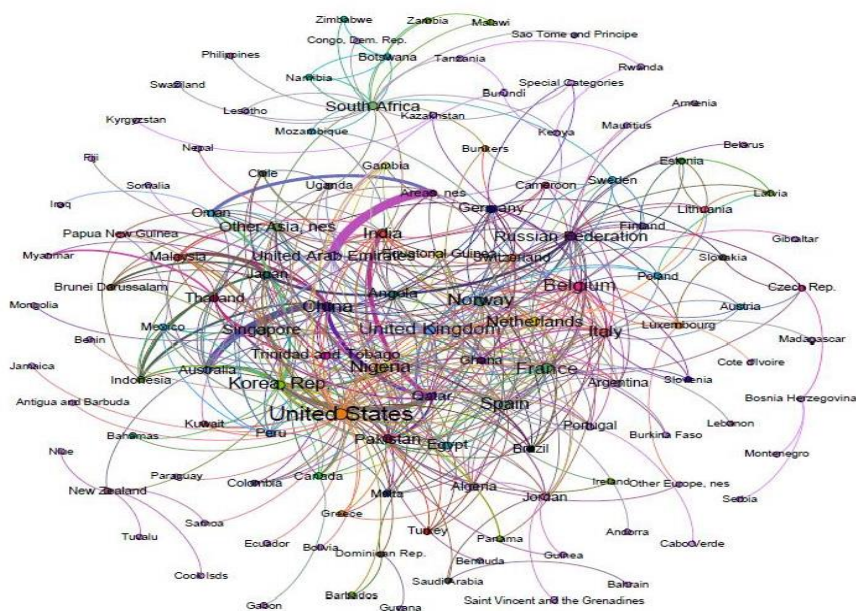 Zimbabwe
Zambia
Malawi
Congo, Dem. Rep.
Sao Tome and Principe
Philippines
Botswana
Tanzania
Rwanda
Swaziland
Namibia
Special Categories
Burundi
South Africa
Lesotho
Kazakhstan
Armenia
Kyrgyzstan
Mozambique
Kenya
Mauritius
Nepal
Bunkers
Belarus
Fiji
Chile
Gambia
Estonia
Somalia
Uganda
Areas, nes
Cameroon
Sweden
Latvia
Iraq
Oman
Germany
Lithuania
Other Asia, nes
Finland
Papua New Guinea
India
Russian Federation
Gibraltar
Myanmar
Malaysia
United Arab Emirates
Equatorial Guinea
Switzerland
Slovakia
Japan
Poland
Brunei Darussalam
Thailand
Angola
Belgium
Czech Rep.
Mongolia
China
Norway
Austria
Mexico
Singapore
United Kingdom
Netherlands
Italy
Luxembourg
Madagascar
Benin
Trinidad and Tobago
Ghana
Cote d'Ivoire
Jamaica
Australia
Nigeria
France
Indonesia
Korea, Rep.
Argentina
Slovenia
Qatar
Bosnia Herzegovina
Antigua and Barbuda
United States
Spain
Kuwait
Portugal
Lebanon
Bahamas
Peru
Pakistan
Egypt
Brazil
Burkina Faso
Niue
Montenegro
Paraguay
Colombia
Canada
Algeria
Ireland
Other Europe, nes
New Zealand
Malta
Jordan
Serbia
Samoa
Greece
Turkey
Andorra
Tuvalu
Ecuador
Bolivia
Panama
Cabo Verde
Dominican Rep.
Bermuda
Guinea
Cook Isds
Saudi Arabia
Bahrain
Gabon
Barbados
Guyana
Saint Vincent and the Grenadines